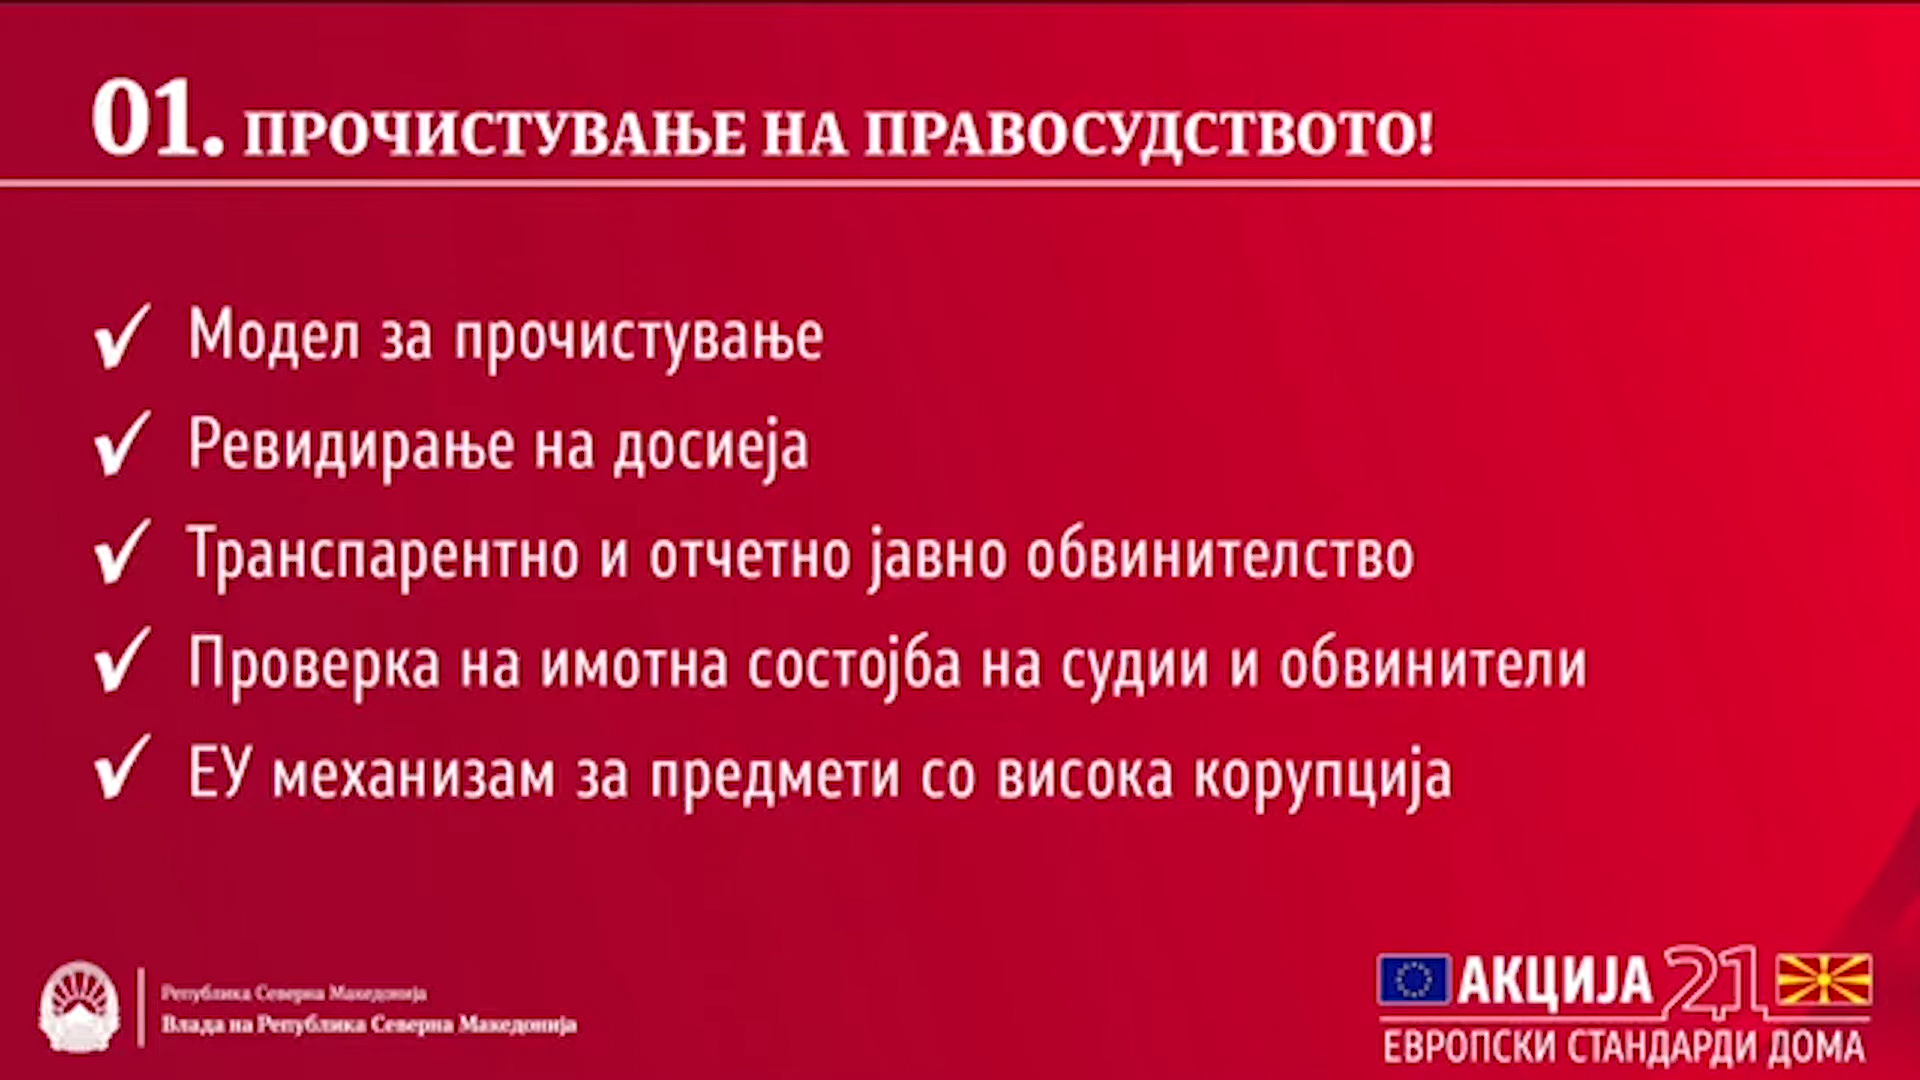 01. ПРОЧИСТУВАЊЕ НА ПРАВОСУДСТВОТО!
Модел за прочистување
Ревидирање на досиеја
Транспарентно и отчетно јавно обвинителство
Проверка на имотна состојба на судии и обвинители
ЕУ механизам за предмети со висока корупција
Република Северна Македонија
Влада на Република Северна Македонија
АКЦИЈА 21
ЕВРОПСКИ СТАНДАРДИ ДОМА